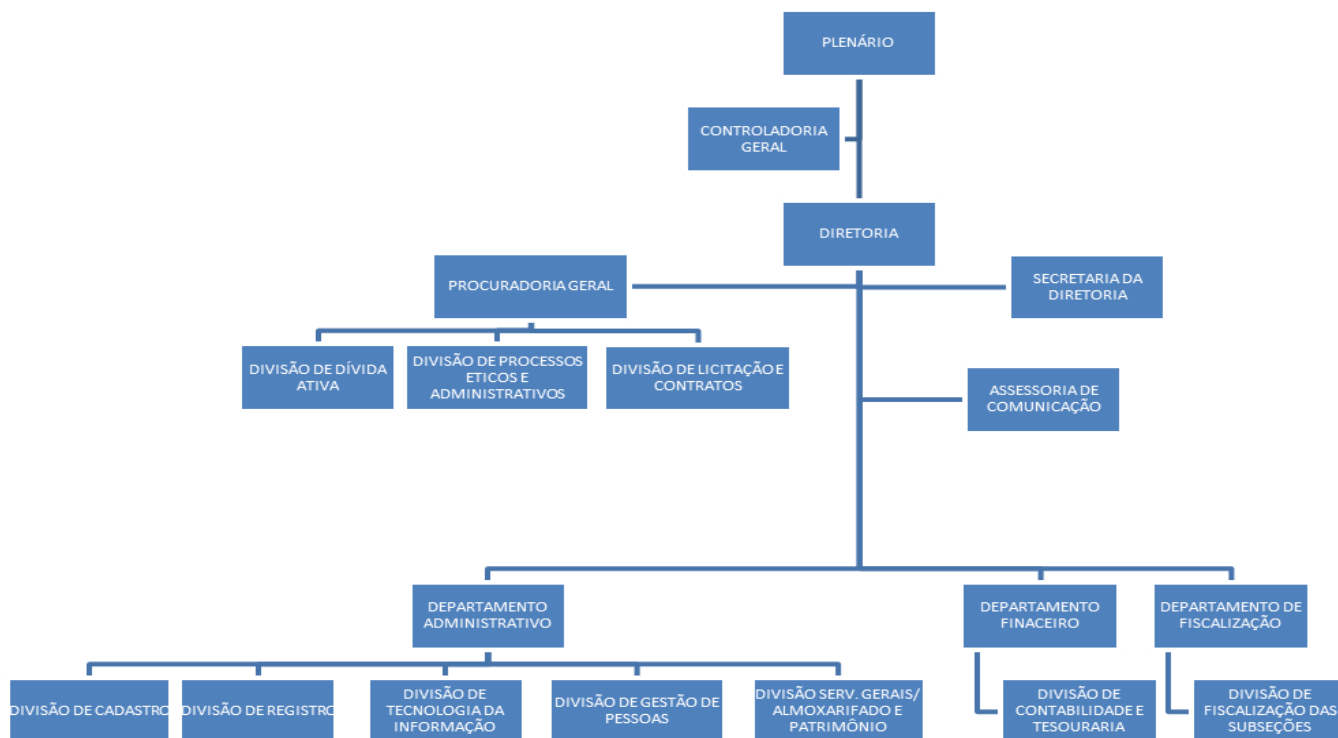 PLENÁRIO
CONTROLADORIA
GERAL
DIRETORIA
PROCURADORIA GERAL
SECRETARIA DA
DIRETORIA
DIVISÃO DE DÍVIDA
ATIVA
DIVISÃO DE PROCESSOS
ETICOS E
ADMINISTRATIVOS
DIVISÃO DE LICITAÇÃO E
CONTRATOS
ASSESSORIA DE
COMUNICAÇÃO
DEPARTAMENTO
ADMINISTRATIVO
DEPARTAMENTO
FINACEIRO
DEPARTAMENTO DE
FISCALIZAÇÃO
DIVISÃO DE CADASTRO
DIVISÃO DE REGISTRO
DIVISÃO DE
TECNOLOGIA DA
INFORMAÇÃO
DIVISÃO DE GESTÃO DE
PESSOAS
DIVISÃO SERV. GERAIS/
ALMOXARIFADO E
PATRIMÔNIO
DIVISÃO DE
CONTABILIDADE E
TESOURARIA
DIVISÃO DE
FISCALIZAÇÃO DAS
SUBSEÇÕES